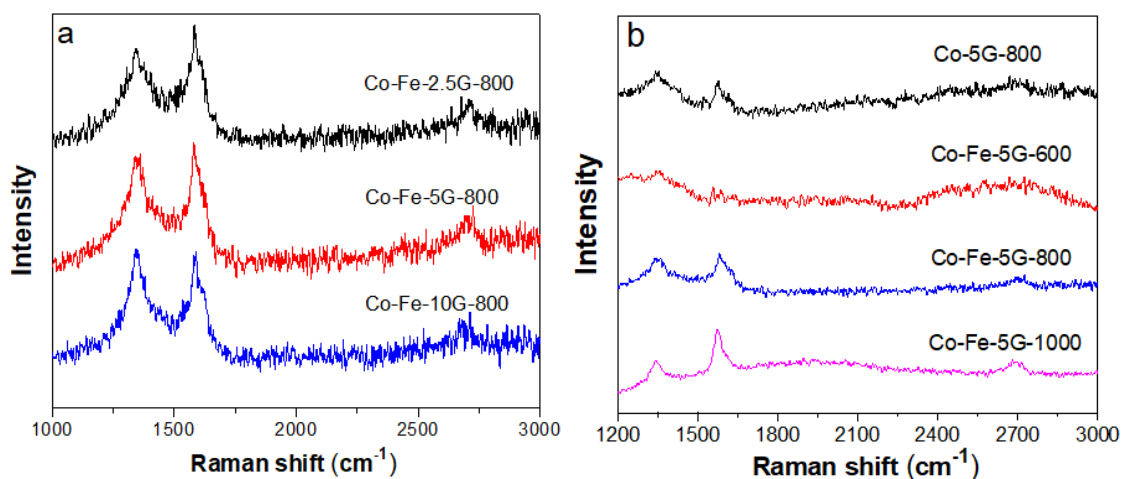 a
Co-Fe-2.5G-800
Co-Fe-5G-800
Co-Fe-10G-800
Intensity
1000 1500 2000 2500 3000
Raman shift (cm⁻¹)
b
Co-5G-800
Co-Fe-5G-600
Co-Fe-5G-800
Co-Fe-5G-1000
Intensity
1200 1500 1800 2100 2400 2700 3000
Raman shift (cm⁻¹)